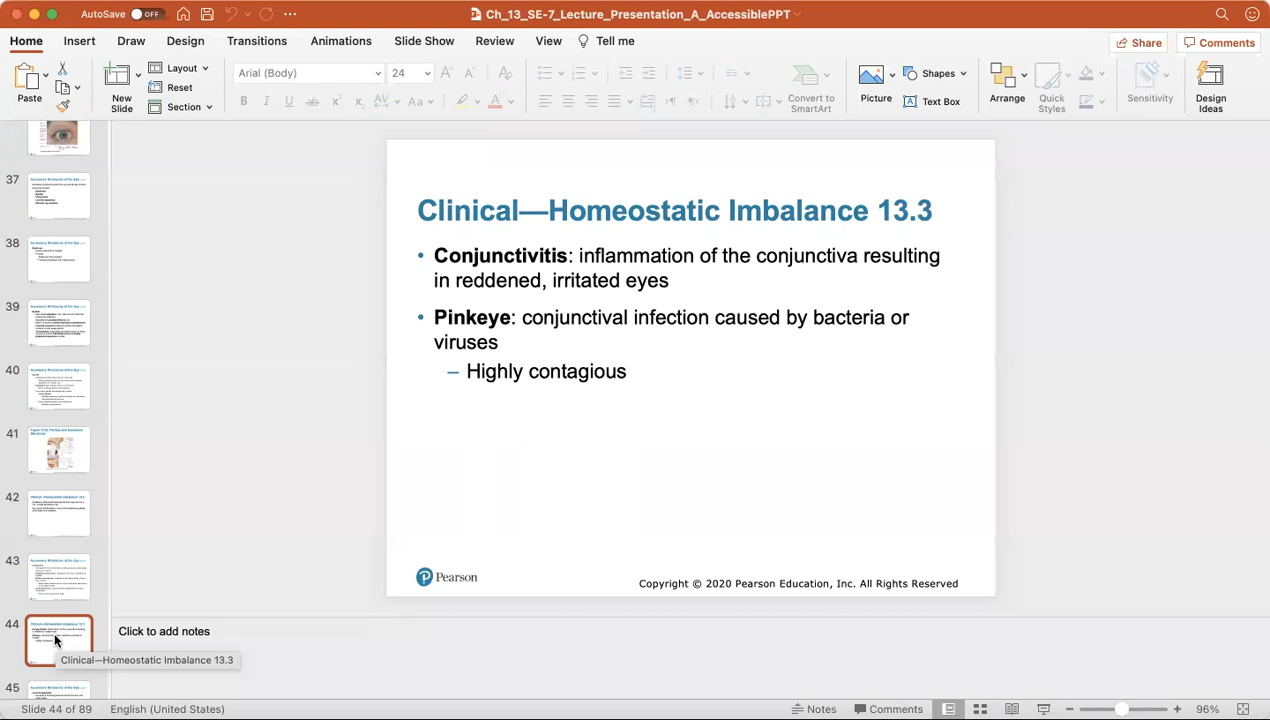 AutoSave OFF
Ch_13_SE-7_Lecture_Presentation_A_AccessiblePPT
Home Insert Draw Design Transitions Animations Slide Show Review View Tell me
Share Comments
Paste
New Slide
Layout
Reset
Section
Arial (Body) 24
Convert to SmartArt
Picture
Shapes
Text Box
Arrange
Quick Styles
Sensitivity
Design Ideas
37
38
39
40
41
42
43
44
45
Clinical—Homeostatic Imbalance 13.3
• Conjunctivitis: inflammation of the conjunctiva resulting
in reddened, irritated eyes
• Pinkeye: conjunctival infection caused by bacteria or
viruses
– Highly contagious
Pearson
Copyright © 2020 Pearson Education, Inc. All Rights Reserved
Click to add notes
Clinical—Homeostatic Imbalance 13.3
Slide 44 of 89 English (United States) Notes Comments 96%